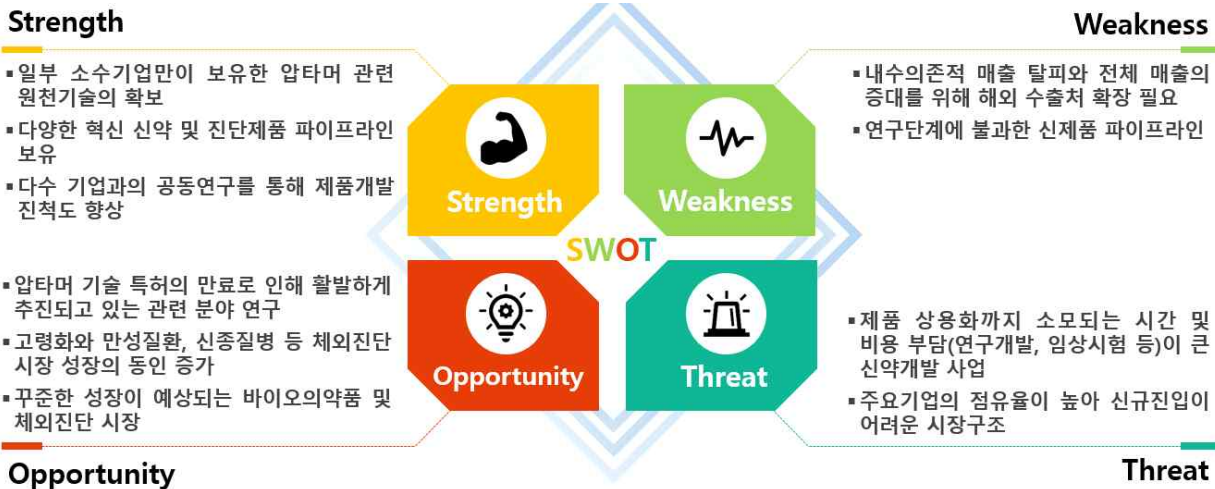 Strength
▪일부 소수기업만이 보유한 압타머 관련
원천기술의 확보
▪다양한 혁신 신약 및 진단제품 파이프라인
보유
▪다수 기업과의 공동연구를 통해 제품개발
진척도 향상
Weakness
▪내수의존적 매출 탈피와 전체 매출의
증대를 위해 해외 수출처 확장 필요
▪연구단계에 불과한 신제품 파이프라인
Strength
Weakness
SWOT
Opportunity
Threat
▪압타머 기술 특허의 만료로 인해 활발하게
추진되고 있는 관련 분야 연구
▪고령화와 만성질환, 신종질병 등 체외진단
시장 성장의 동인 증가
▪꾸준한 성장이 예상되는 바이오의약품 및
체외진단 시장
Opportunity
▪제품 상용화까지 소모되는 시간 및
비용 부담(연구개발, 임상시험 등)이 큰
신약개발 사업
▪주요기업의 점유율이 높아 신규진입이
어려운 시장구조
Threat